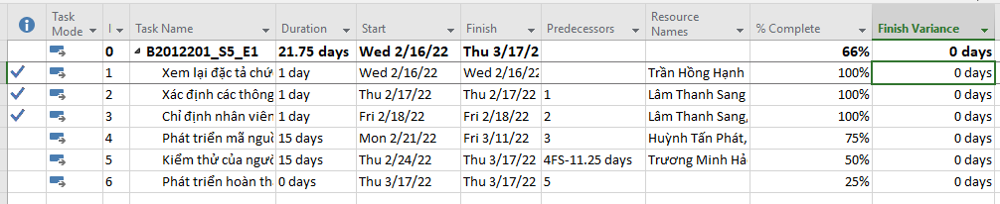 Task Mode I Task Name Duration Start Finish Predecessors Resource Names % Complete Finish Variance
0 B2012201_S5_E1 21.75 days Wed 2/16/22 Thu 3/17/2 66% 0 days
1 Xem lại đặc tả chứ 1 day Wed 2/16/22 Wed 2/16/22 Trần Hồng Hạnh 100% 0 days
2 Xác định các thông 1 day Thu 2/17/22 Thu 2/17/22 1 Lâm Thanh Sang 100% 0 days
3 Chỉ định nhân viên 1 day Fri 2/18/22 Fri 2/18/22 2 Lâm Thanh Sang, 100% 0 days
4 Phát triển mã nguồ 15 days Mon 2/21/22 Fri 3/11/22 3 Huỳnh Tấn Phát, 75% 0 days
5 Kiểm thử của ngườ 15 days Thu 2/24/22 Thu 3/17/22 4FS-11.25 days Trương Minh Hả 50% 0 days
6 Phát triển hoàn th 0 days Thu 3/17/22 Thu 3/17/22 5 25% 0 days